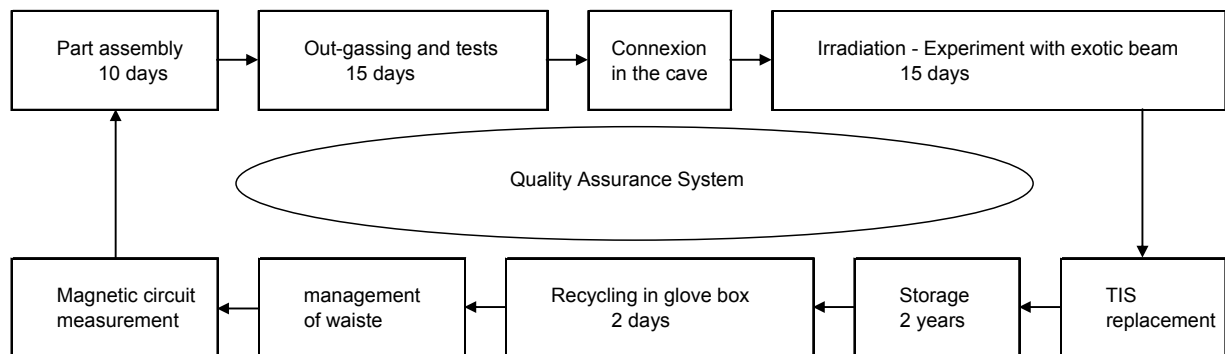 Part assembly
10 days
Out-gassing and tests
15 days
Connexion
in the cave
Irradiation - Experiment with exotic beam
15 days
Quality Assurance System
Magnetic circuit
measurement
management
of waiste
Recycling in glove box
2 days
Storage
2 years
TIS
replacement